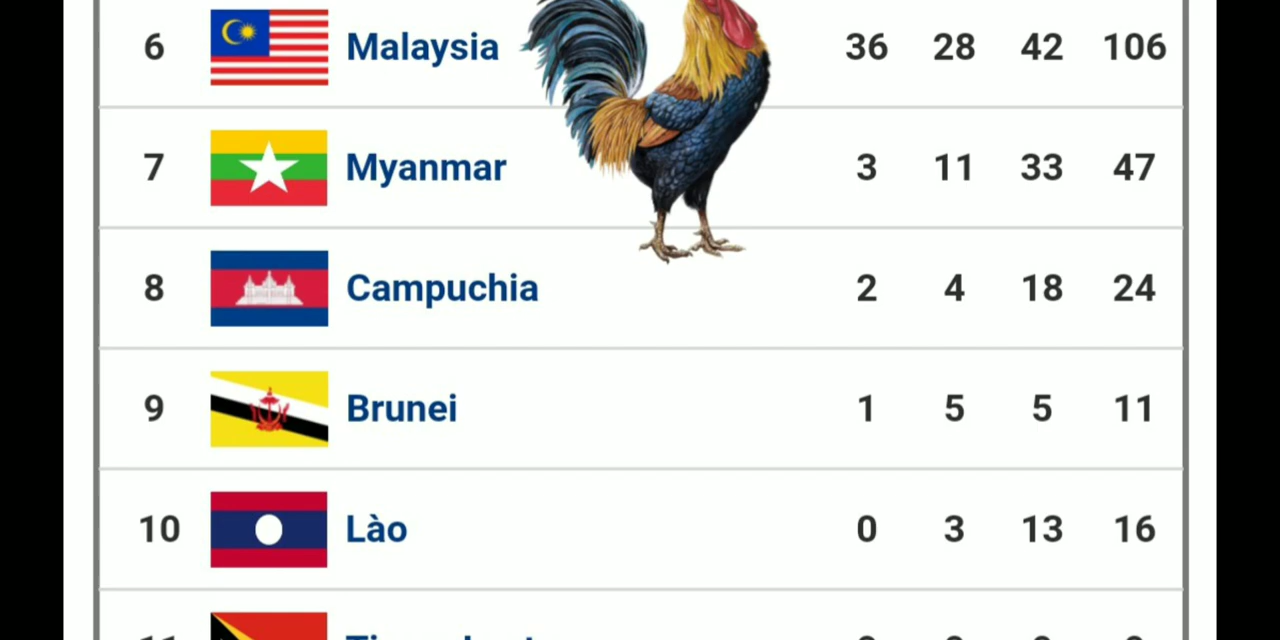 6 Malaysia 36 28 42 106
7 Myanmar 3 11 33 47
8 Campuchia 2 4 18 24
9 Brunei 1 5 5 11
10 Lào 0 3 13 16